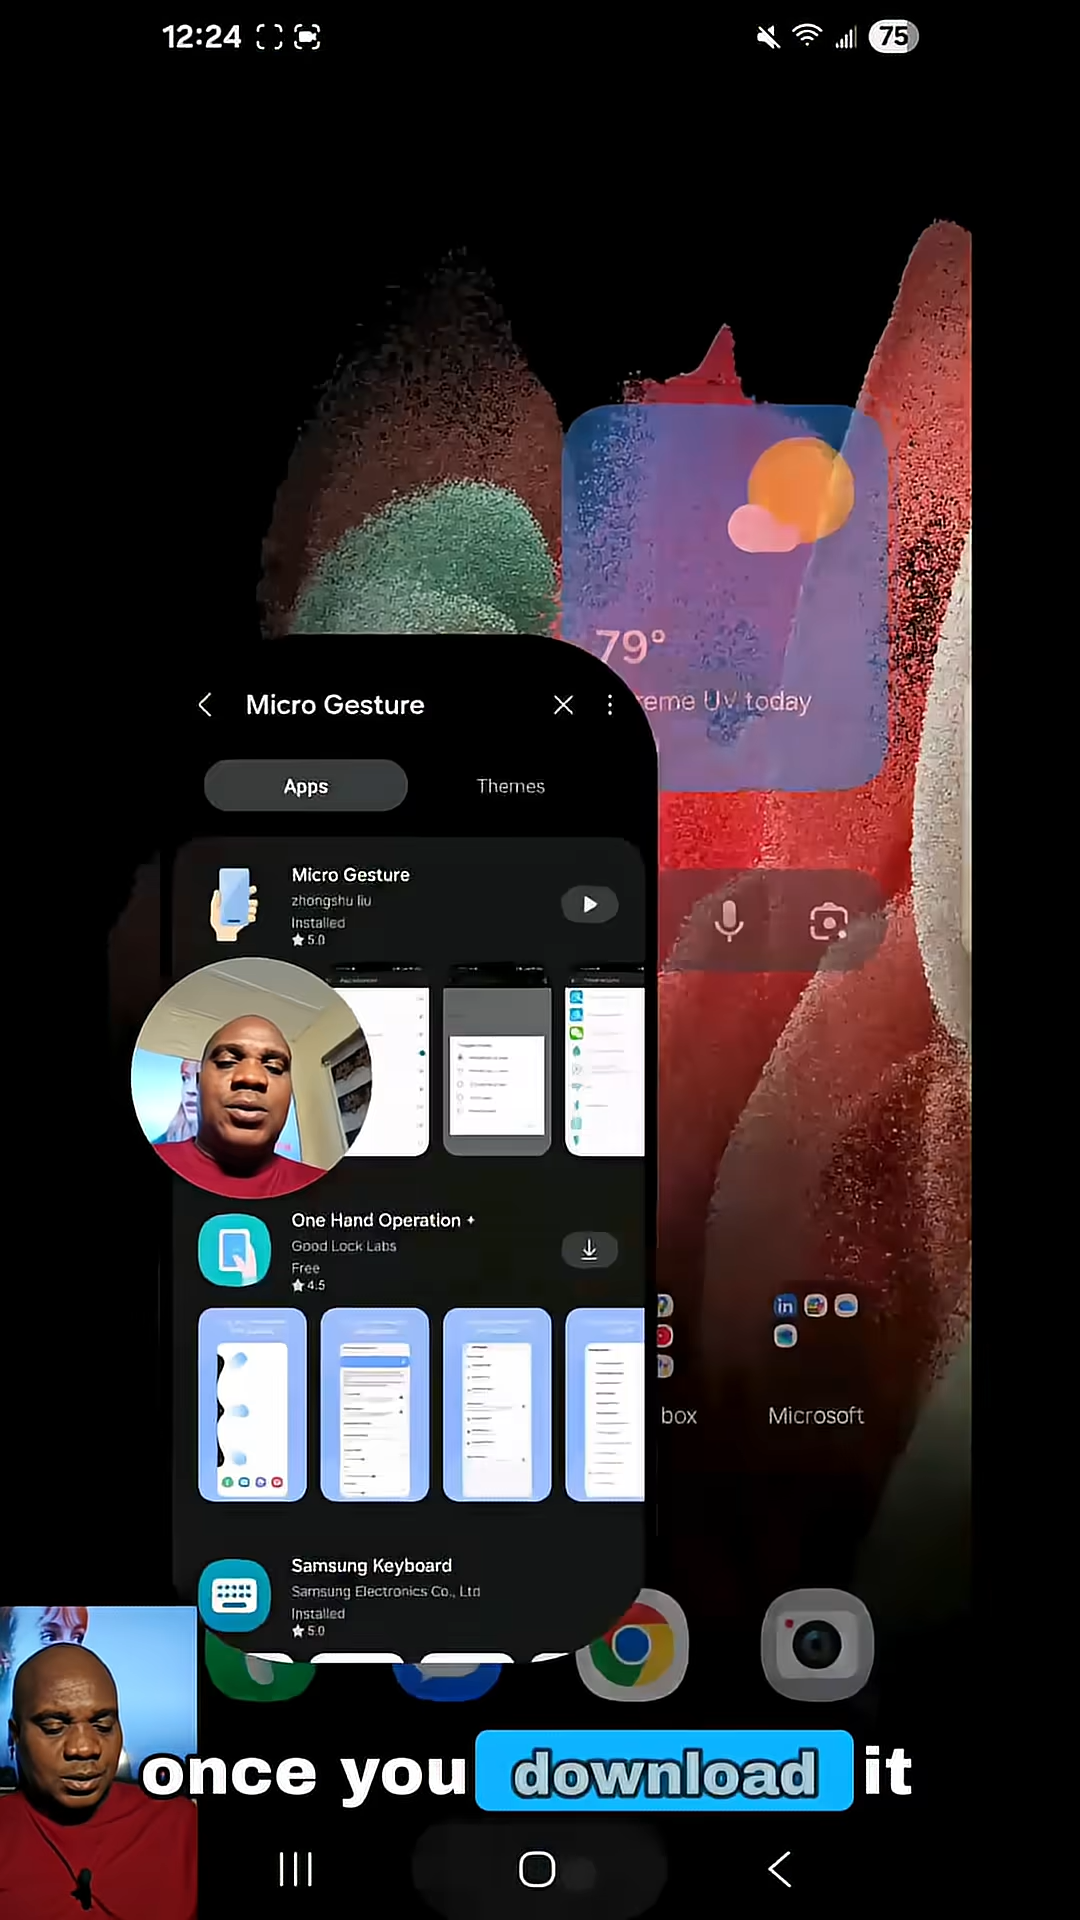 12:24
75
79°
reme UV today
Micro Gesture
Apps
Themes
Micro Gesture
zhongshu liu
Installed
5.0
One Hand Operation +
Good Lock Labs
Free
4.5
in
box
Microsoft
Samsung Keyboard
Samsung Electronics Co., Ltd
Installed
5.0
once you download it